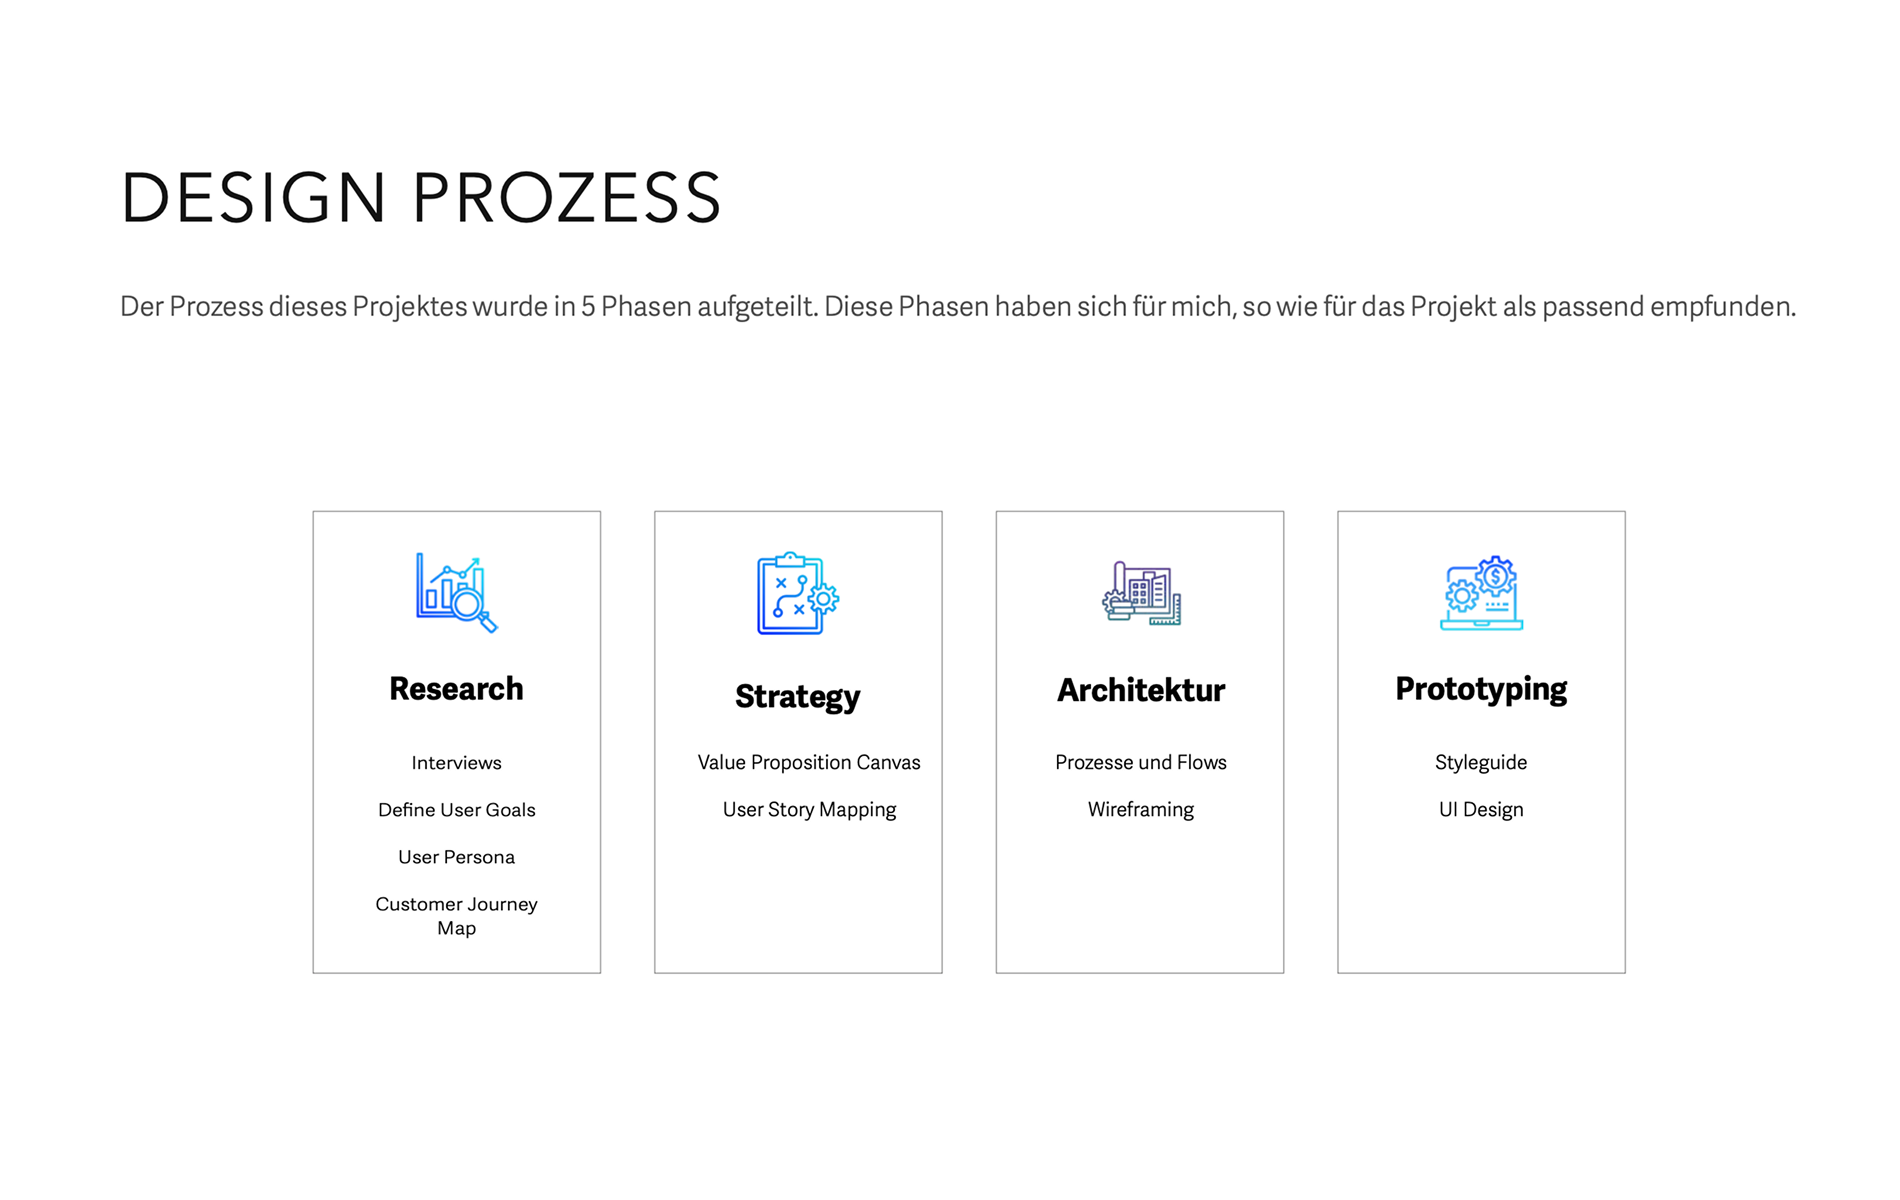 DESIGN PROZESS
Der Prozess dieses Projektes wurde in 5 Phasen aufgeteilt. Diese Phasen haben sich für mich, so wie für das Projekt als passend empfunden.
Research
Interviews
Define User Goals
User Persona
Customer Journey
Map
Strategy
Value Proposition Canvas
User Story Mapping
Architektur
Prozesse und Flows
Wireframing
$
Prototyping
Styleguide
UI Design